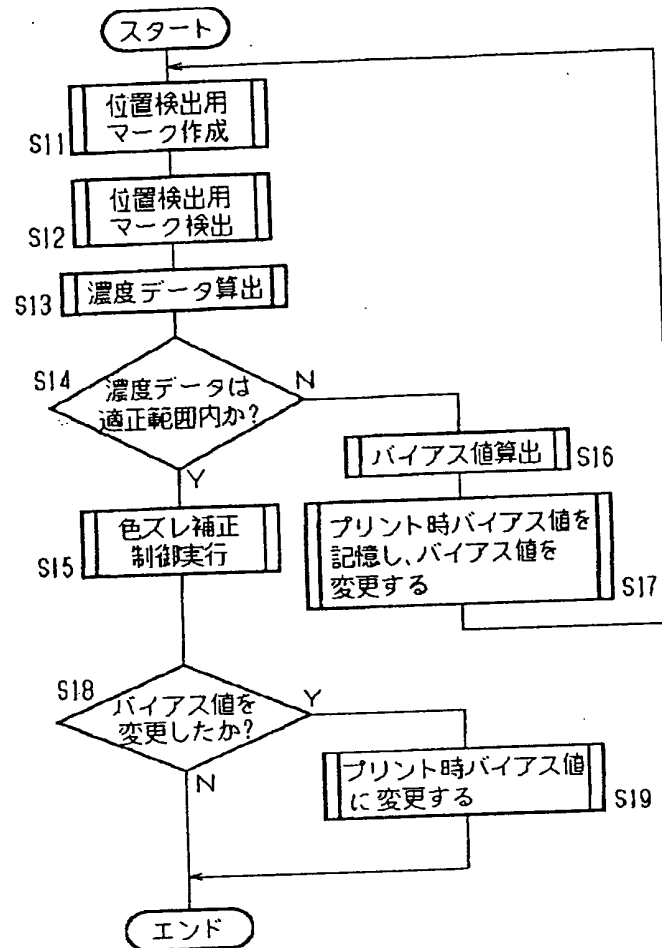 スタート
位置検出用
マーク作成
S11
位置検出用
マーク検出
S12
濃度データ算出
S13
S14
濃度データは
適正範囲内か?
N
Y
バイアス値算出
S16
色ズレ補正
制御実行
S15
プリント時バイアス値を
記憶し、バイアス値を
変更する
S17
S18
バイアス値を
変更したか?
Y
N
プリント時バイアス値
に変更する
S19
エンド